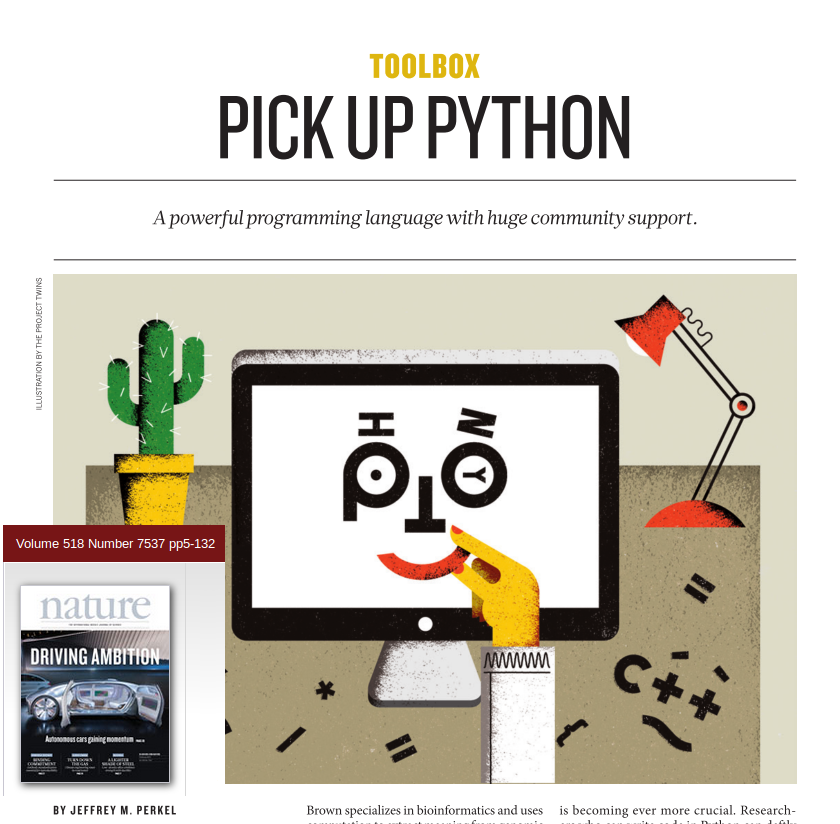 TOOLBOX
PICK UP PYTHON
A powerful programming language with huge community support.
ILLUSTRATION BY THE PROJECT TWINS
H N
P Y O
T
Volume 518 Number 7537 pp5-132
nature
DRIVING AMBITION
Autonomous cars gaining momentum
C++
* / = = } ~
BY JEFFREY M. PERKEL
Brown specializes in bioinformatics and uses
is becoming ever more crucial. Research-